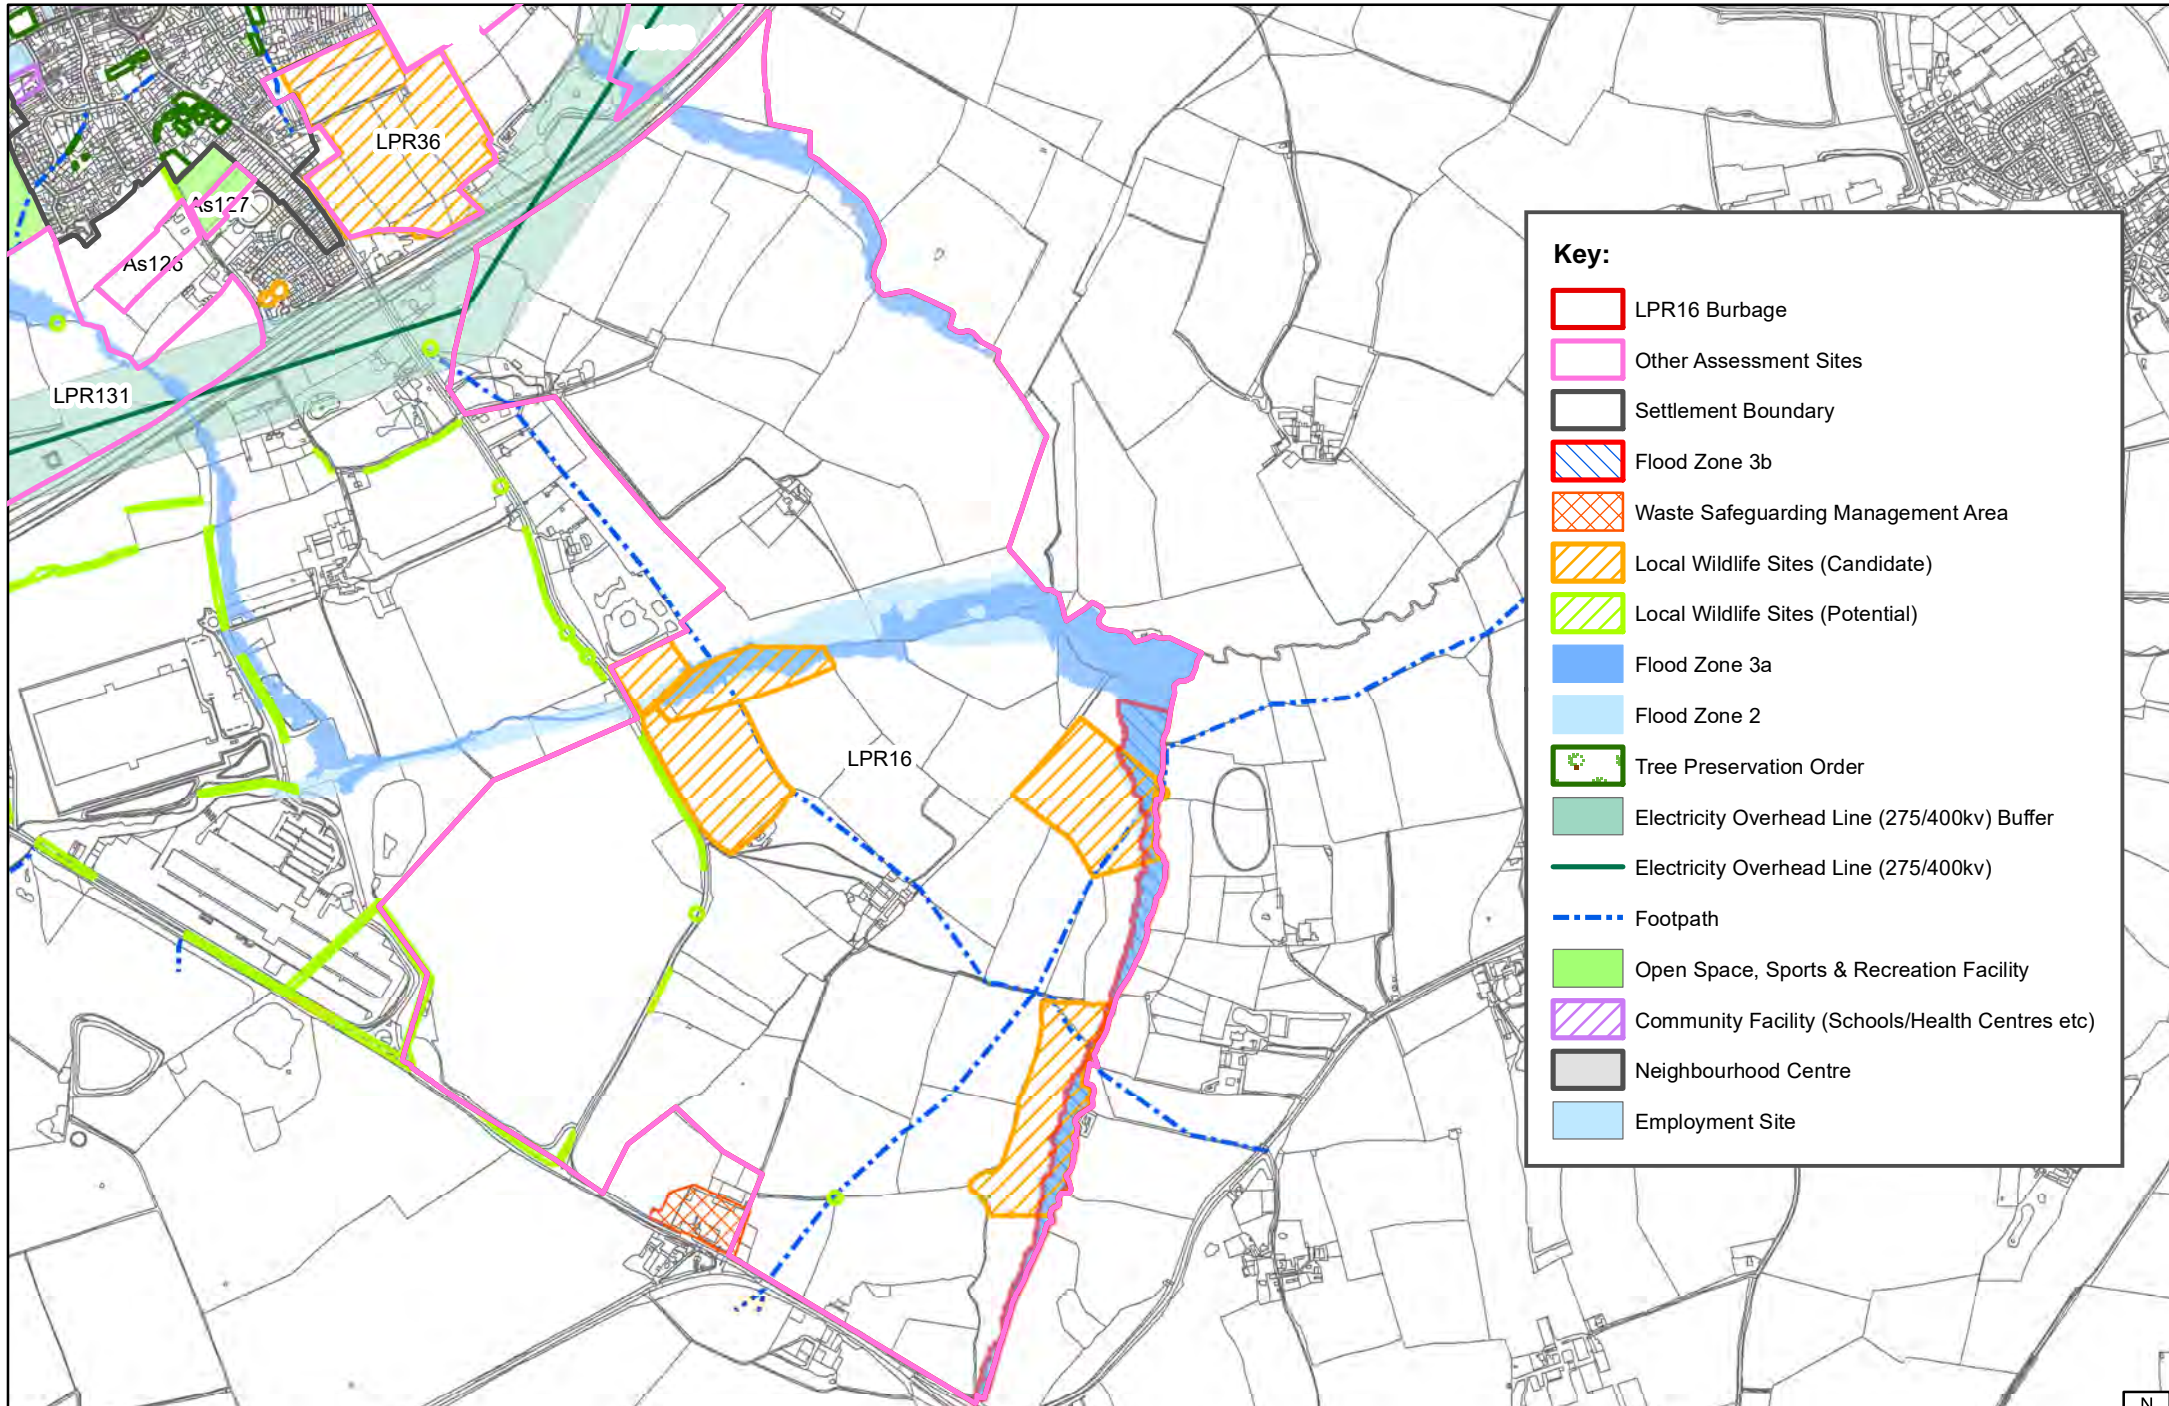 LPR36
As127
As126
LPR131
LPR16
Key:
LPR16 Burbage
Other Assessment Sites
Settlement Boundary
Flood Zone 3b
Waste Safeguarding Management Area
Local Wildlife Sites (Candidate)
Local Wildlife Sites (Potential)
Flood Zone 3a
Flood Zone 2
Tree Preservation Order
Electricity Overhead Line (275/400kv) Buffer
Electricity Overhead Line (275/400kv)
Footpath
Open Space, Sports & Recreation Facility
Community Facility (Schools/Health Centres etc)
Neighbourhood Centre
Employment Site
N